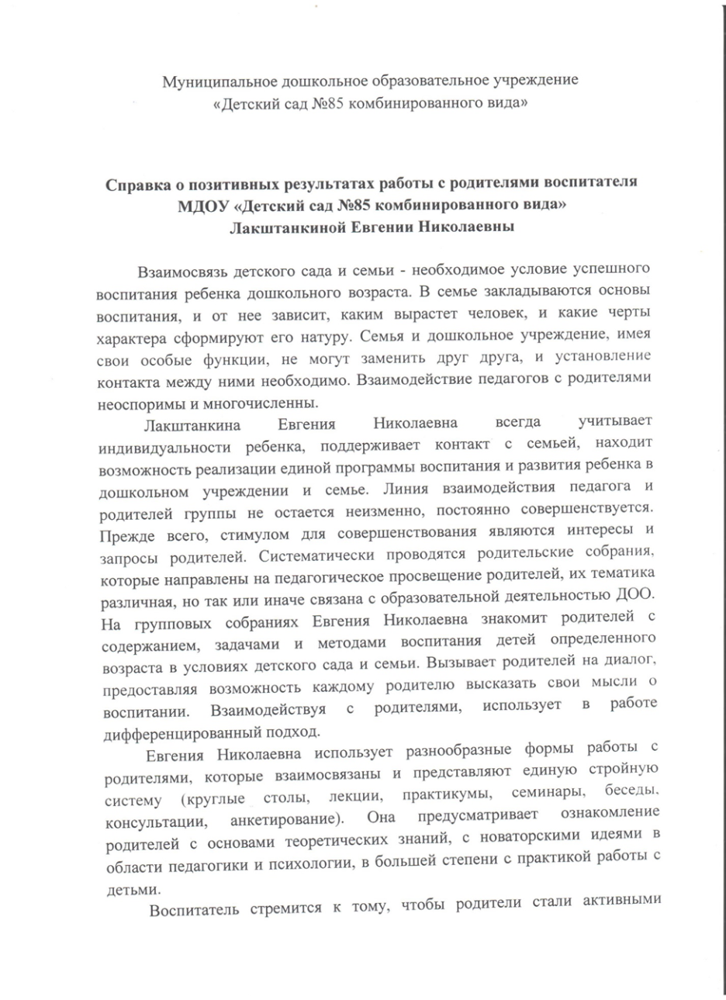 Муниципальное дошкольное образовательное учреждение
«Детский сад №85 комбинированного вида»
Справка о позитивных результатах работы с родителями воспитателя
МДОУ «Детский сад №85 комбинированного вида»
Лакштанкиной Евгении Николаевны
Взаимосвязь детского сада и семьи - необходимое условие успешного
воспитания ребенка дошкольного возраста. В семье закладываются основы
воспитания, и от нее зависит, каким вырастет человек, и какие черты
характера сформируют его натуру. Семья и дошкольное учреждение, имея
свои особые функции, не могут заменить друг друга, и установление
контакта между ними необходимо. Взаимодействие педагогов с родителями
неоспоримы и многочисленны.
Лакштанкина Евгения Николаевна всегда учитывает
индивидуальности ребенка, поддерживает контакт с семьей, находит
возможность реализации единой программы воспитания и развития ребенка в
дошкольном учреждении и семье. Линия взаимодействия педагога и
родителей группы не остается неизменно, постоянно совершенствуется.
Прежде всего, стимулом для совершенствования являются интересы и
запросы родителей. Систематически проводятся родительские собрания,
которые направлены на педагогическое просвещение родителей, их тематика
различная, но так или иначе связана с образовательной деятельностью ДОО.
На групповых собраниях Евгения Николаевна знакомит родителей с
содержанием, задачами и методами воспитания детей определенного
возраста в условиях детского сада и семьи. Вызывает родителей на диалог,
предоставляя возможность каждому родителю высказать свои мысли о
воспитании. Взаимодействуя с родителями, использует в работе
дифференцированный подход.
Евгения Николаевна использует разнообразные формы работы с
родителями, которые взаимосвязаны и представляют единую стройную
систему (круглые столы, лекции, практикумы, семинары, беседы,
консультации, анкетирование). Она предусматривает ознакомление
родителей с основами теоретических знаний, с новаторскими идеями в
области педагогики и психологии, в большей степени с практикой работы с
детьми.
Воспитатель стремится к тому, чтобы родители стали активными